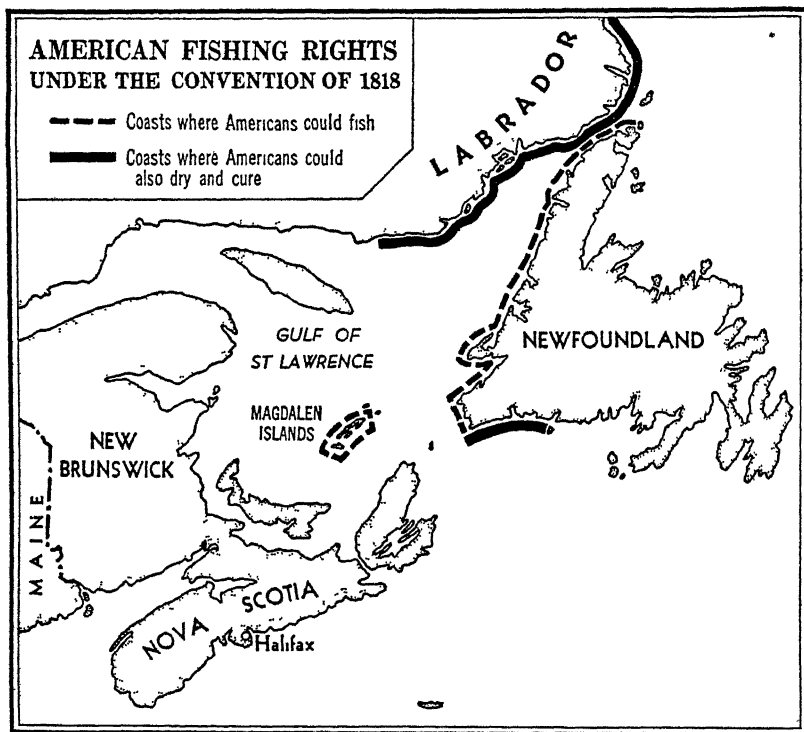 AMERICAN FISHING RIGHTS
UNDER THE CONVENTION OF 1818
Coasts where Americans could fish
Coasts where Americans could
also dry and cure
LABRADOR
GULF OF
ST LAWRENCE
NEWFOUNDLAND
MAGDALEN
ISLANDS
NEW
BRUNSWICK
MAINE
NOVA SCOTIA
Halifax